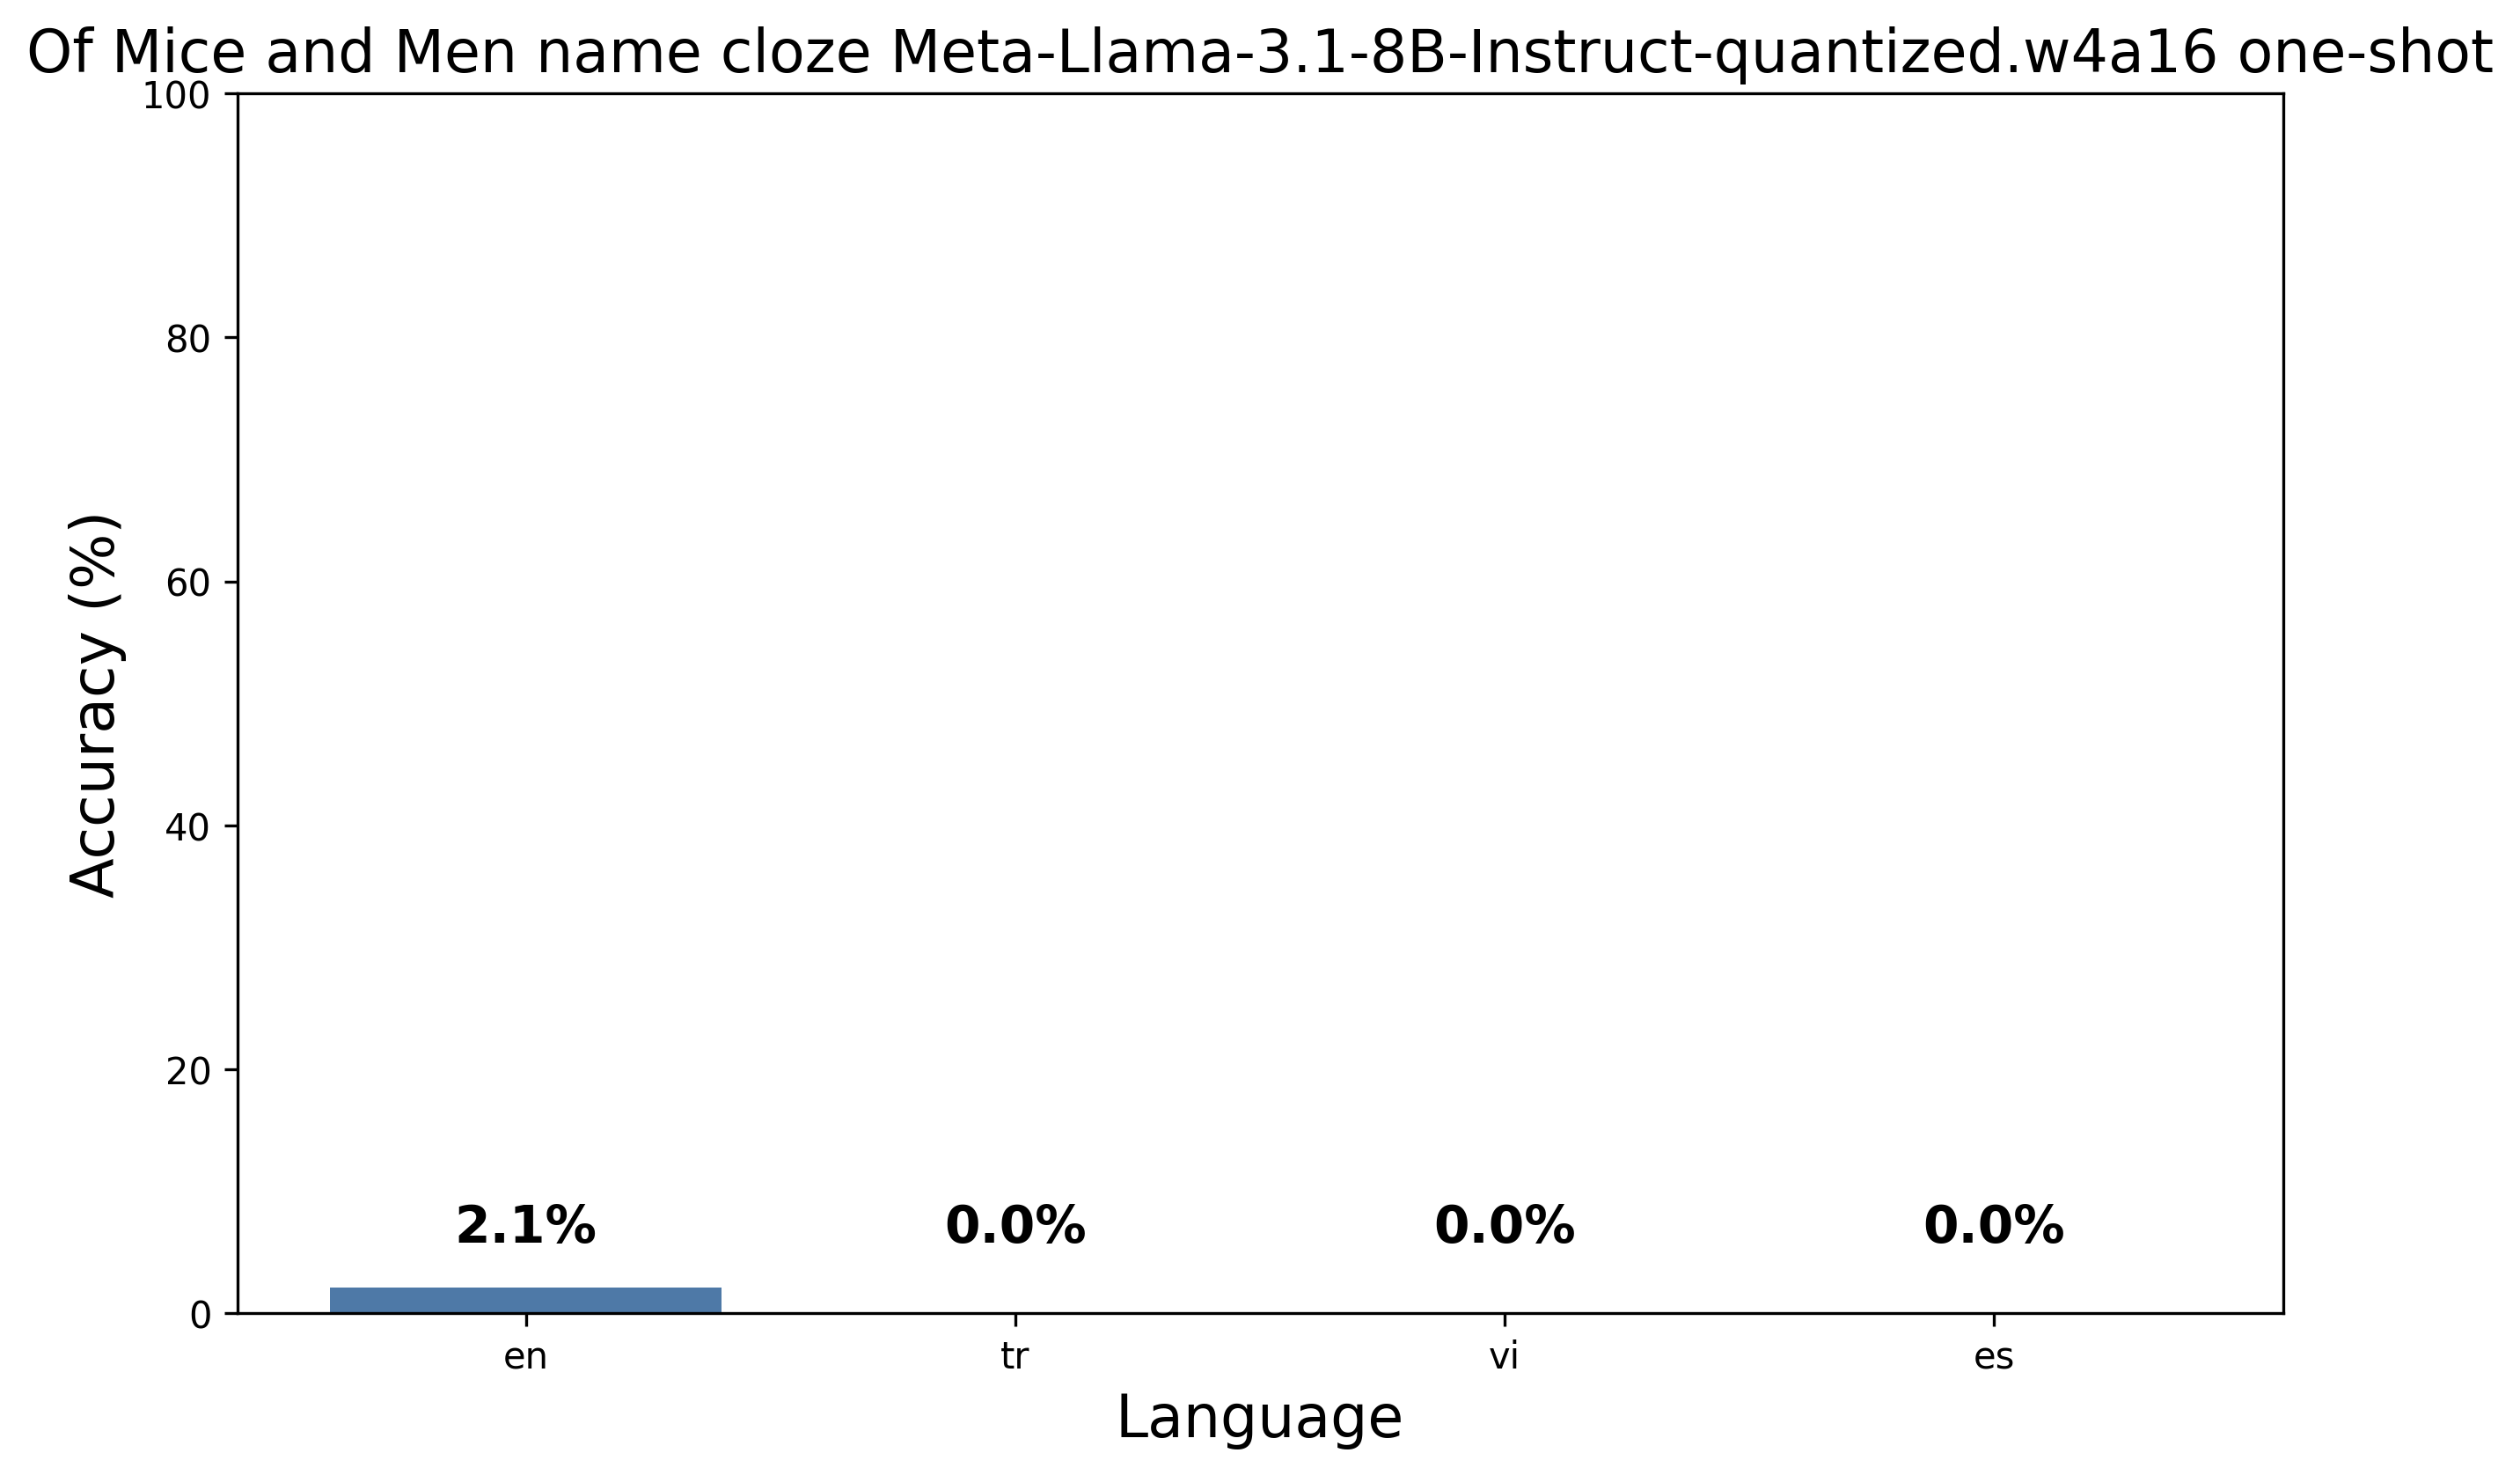 Of Mice and Men name cloze Meta-Llama-3.1-8B-Instruct-quantized.w4a16 one-shot
100
80
60
40
20
0
Accuracy (%)
2.1% 0.0% 0.0% 0.0%
en tr vi es
Language